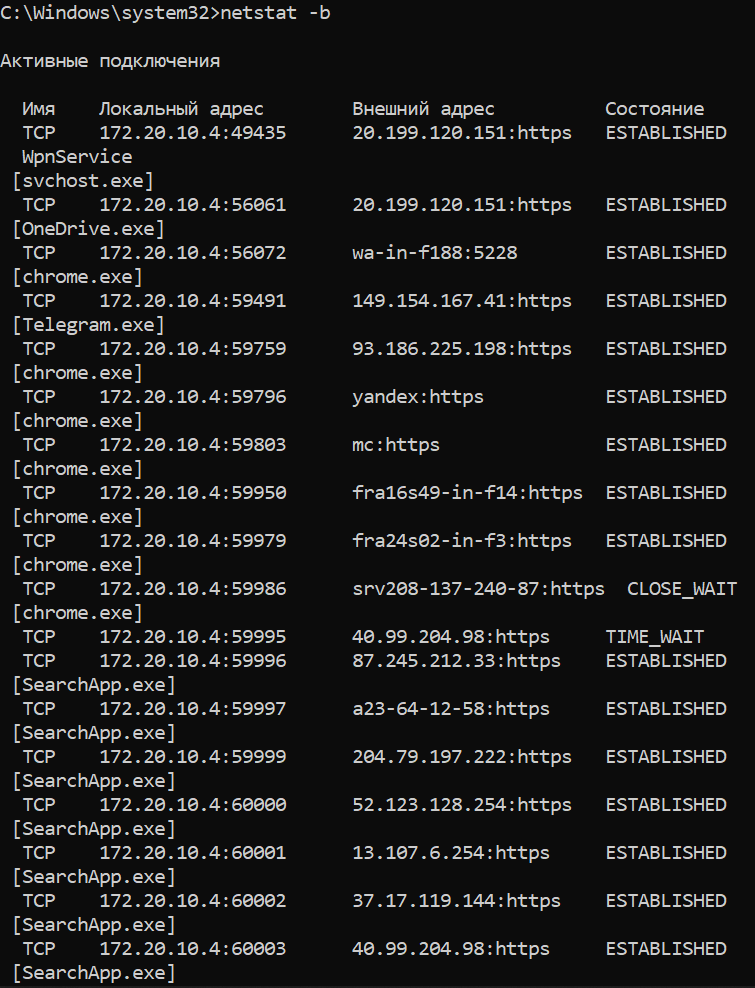 C:\Windows\system32>netstat -b
Активные подключения
Имя Локальный адрес Внешний адрес Состояние
TCP 172.20.10.4:49435 20.199.120.151:https ESTABLISHED
WpnService
[svchost.exe]
TCP 172.20.10.4:56061 20.199.120.151:https ESTABLISHED
[OneDrive.exe]
TCP 172.20.10.4:56072 wa-in-f188:5228 ESTABLISHED
[chrome.exe]
TCP 172.20.10.4:59491 149.154.167.41:https ESTABLISHED
[Telegram.exe]
TCP 172.20.10.4:59759 93.186.225.198:https ESTABLISHED
[chrome.exe]
TCP 172.20.10.4:59796 yandex:https ESTABLISHED
[chrome.exe]
TCP 172.20.10.4:59803 mc:https ESTABLISHED
[chrome.exe]
TCP 172.20.10.4:59950 fra16s49-in-f14:https ESTABLISHED
[chrome.exe]
TCP 172.20.10.4:59979 fra24s02-in-f3:https ESTABLISHED
[chrome.exe]
TCP 172.20.10.4:59986 srv208-137-240-87:https CLOSE_WAIT
[chrome.exe]
TCP 172.20.10.4:59995 40.99.204.98:https TIME_WAIT
TCP 172.20.10.4:59996 87.245.212.33:https ESTABLISHED
[SearchApp.exe]
TCP 172.20.10.4:59997 a23-64-12-58:https ESTABLISHED
[SearchApp.exe]
TCP 172.20.10.4:59999 204.79.197.222:https ESTABLISHED
[SearchApp.exe]
TCP 172.20.10.4:60000 52.123.128.254:https ESTABLISHED
[SearchApp.exe]
TCP 172.20.10.4:60001 13.107.6.254:https ESTABLISHED
[SearchApp.exe]
TCP 172.20.10.4:60002 37.17.119.144:https ESTABLISHED
[SearchApp.exe]
TCP 172.20.10.4:60003 40.99.204.98:https ESTABLISHED
[SearchApp.exe]